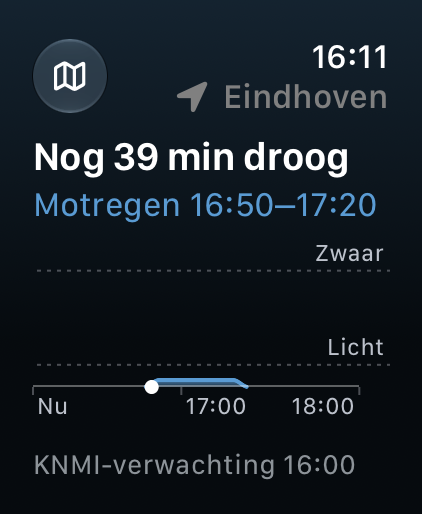 16:11
Eindhoven
Nog 39 min droog
Motregen 16:50–17:20
Zwaar
Licht
Nu 17:00 18:00
KNMI-verwachting 16:00